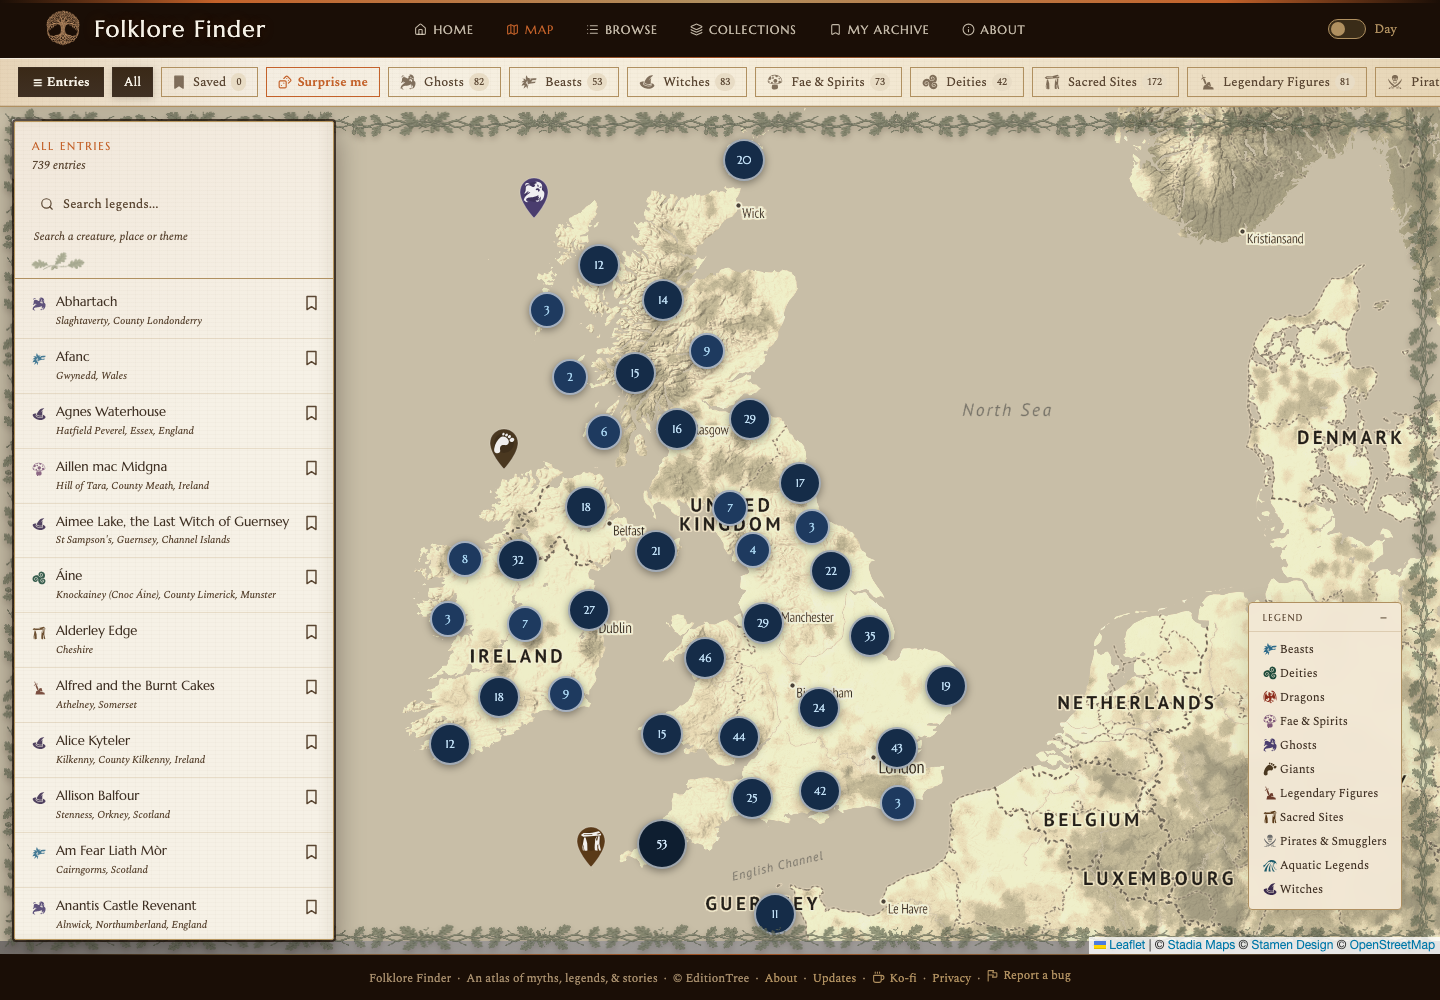 Folklore Finder
HOME
MAP
BROWSE
COLLECTIONS
MY ARCHIVE
ABOUT
Day
≡ Entries
All
Saved 0
Surprise me
Ghosts 82
Beasts 53
Witches 83
Fae & Spirits 73
Deities 42
Sacred Sites 172
Legendary Figures 81
Pirat
ALL ENTRIES
739 entries
Search legends...
Search a creature, place or theme
Abhartach
Slaghtaverty, County Londonderry
Afanc
Gwynedd, Wales
Agnes Waterhouse
Hatfield Peverel, Essex, England
Aillen mac Midgna
Hill of Tara, County Meath, Ireland
Aimee Lake, the Last Witch of Guernsey
St Sampson's, Guernsey, Channel Islands
Áine
Knockainey (Cnoc Áine), County Limerick, Munster
Alderley Edge
Cheshire
Alfred and the Burnt Cakes
Athelney, Somerset
Alice Kyteler
Kilkenny, County Kilkenny, Ireland
Allison Balfour
Stenness, Orkney, Scotland
Am Fear Liath Mòr
Cairngorms, Scotland
Anantis Castle Revenant
Alnwick, Northumberland, England
20
Wick
Kristiansand
12
14
3
9
2
15
North Sea
6
16
asgow
29
DENMARK
17
18
UN ED
KINGDOM
7
3
Belfast
8
32
21
4
22
3
7
27
Dublin
29
Manchester
35
IRELAND
46
18
9
19
Bi ham
24
NETHERLANDS
12
15
44
43
London
25
42
3
BELGIUM
53
English Channel
LUXEMBOURG
GUER EY
11
Le Havre
LEGEND −
Beasts
Deities
Dragons
Fae & Spirits
Ghosts
Giants
Legendary Figures
Sacred Sites
Pirates & Smugglers
Aquatic Legends
Witches
Leaflet | © Stadia Maps © Stamen Design © OpenStreetMap
Folklore Finder · An atlas of myths, legends, & stories · © EditionTree · About · Updates · Ko-fi · Privacy · Report a bug